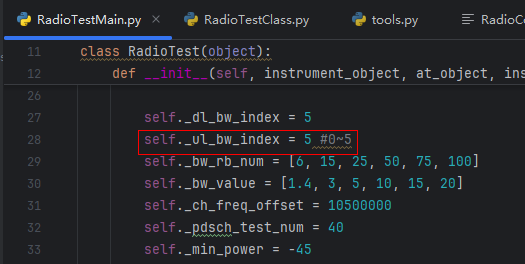 RadioTestMain.py × RadioTestClass.py tools.py RadioC
11 class RadioTest(object):
12 def __init__(self, instrument_object, at_object, ins
26
27 self._dl_bw_index = 5
28 self._ul_bw_index = 5 #0~5
29 self._bw_rb_num = [6, 15, 25, 50, 75, 100]
30 self._bw_value = [1.4, 3, 5, 10, 15, 20]
31 self._ch_freq_offset = 10500000
32 self._pdsch_test_num = 40
33 self._min_power = -45